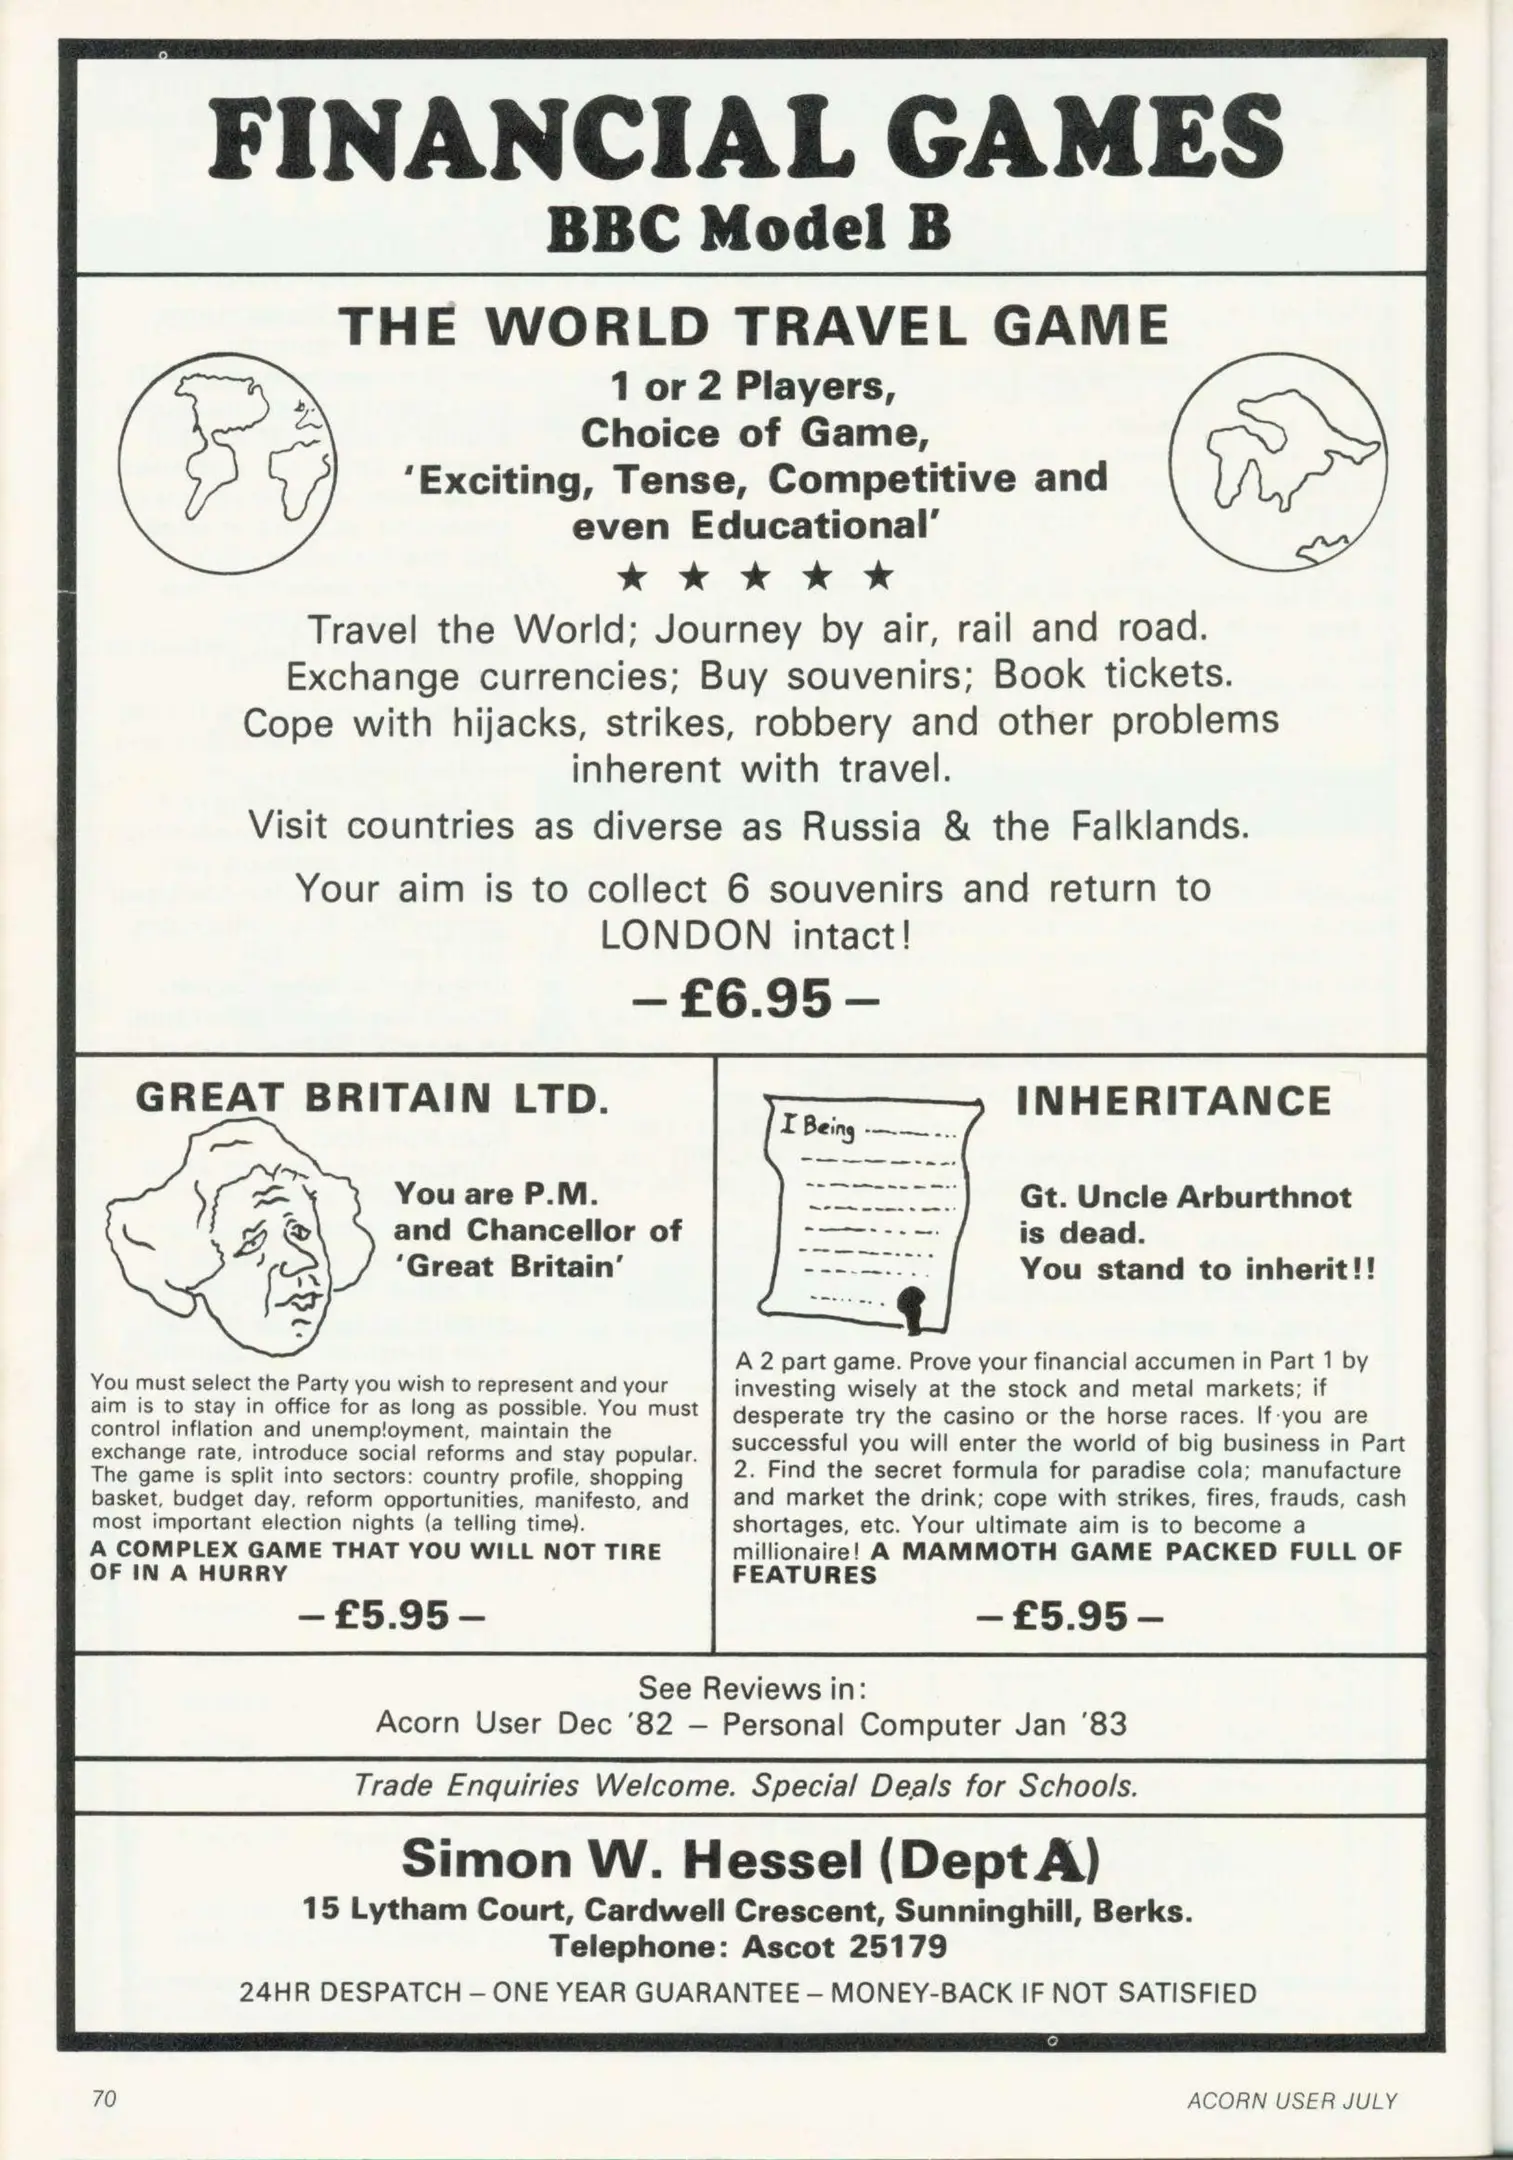 FINANCIAL GAMES
BBC Model B
THE WORLD TRAVEL GAME
1 or 2 Players,
Choice of Game,
'Exciting, Tense, Competitive and
even Educational'
★ ★ ★ ★ ★
Travel the World; Journey by air, rail and road.
Exchange currencies; Buy souvenirs; Book tickets.
Cope with hijacks, strikes, robbery and other problems
inherent with travel.
Visit countries as diverse as Russia & the Falklands.
Your aim is to collect 6 souvenirs and return to
LONDON intact!
– £6.95 –
GREAT BRITAIN LTD.
You are P.M.
and Chancellor of
'Great Britain'
You must select the Party you wish to represent and your
aim is to stay in office for as long as possible. You must
control inflation and unemployment, maintain the
exchange rate, introduce social reforms and stay popular.
The game is split into sectors: country profile, shopping
basket, budget day, reform opportunities, manifesto, and
most important election nights (a telling time).
A COMPLEX GAME THAT YOU WILL NOT TIRE
OF IN A HURRY
– £5.95 –
I Being
INHERITANCE
Gt. Uncle Arburthnot
is dead.
You stand to inherit!!
A 2 part game. Prove your financial accumen in Part 1 by
investing wisely at the stock and metal markets; if
desperate try the casino or the horse races. If you are
successful you will enter the world of big business in Part
2. Find the secret formula for paradise cola; manufacture
and market the drink; cope with strikes, fires, frauds, cash
shortages, etc. Your ultimate aim is to become a
millionaire! A MAMMOTH GAME PACKED FULL OF
FEATURES
– £5.95 –
See Reviews in:
Acorn User Dec '82 – Personal Computer Jan '83
Trade Enquiries Welcome. Special Deals for Schools.
Simon W. Hessel (Dept A)
15 Lytham Court, Cardwell Crescent, Sunninghill, Berks.
Telephone: Ascot 25179
24HR DESPATCH – ONE YEAR GUARANTEE – MONEY-BACK IF NOT SATISFIED
70
ACORN USER JULY